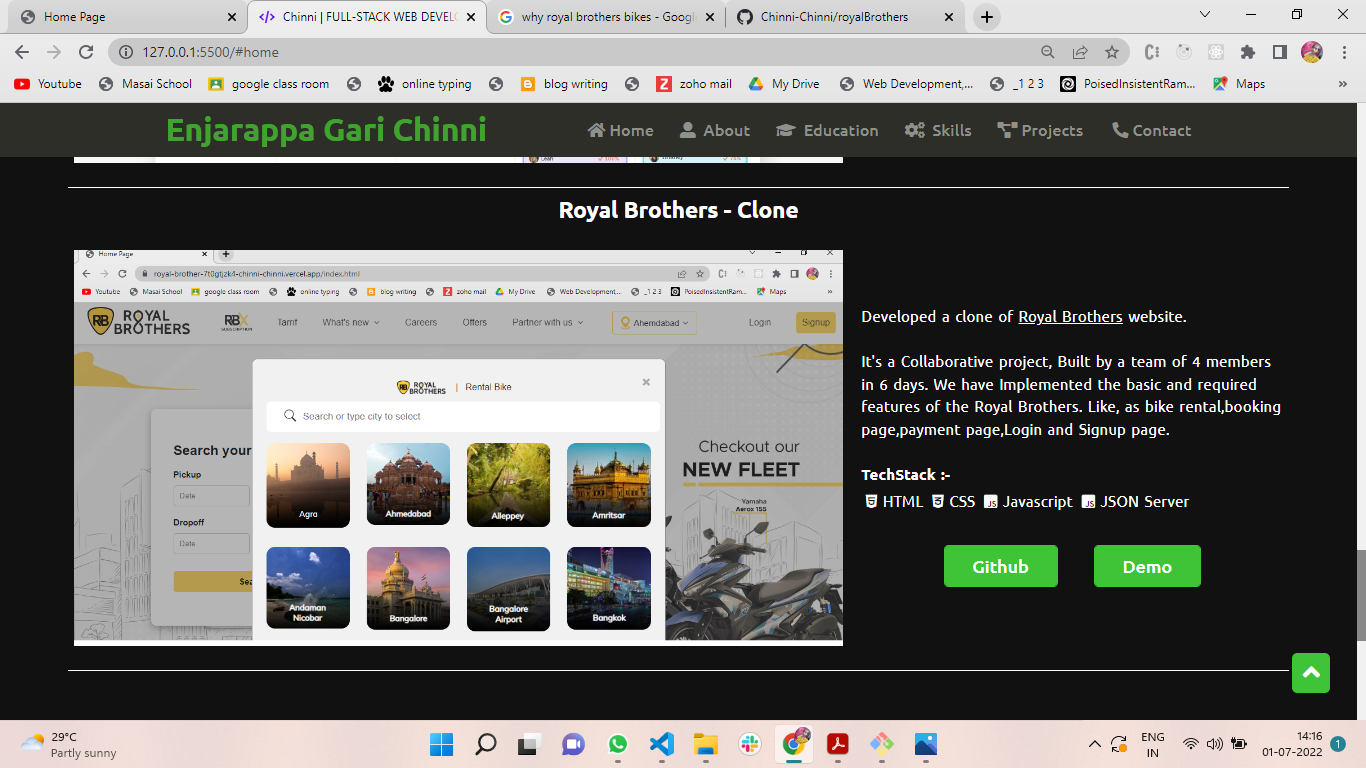 Home Page
Chinni | FULL-STACK WEB DEVELO
why royal brothers bikes - Googl
Chinni-Chinni/royalBrothers
127.0.0.1:5500/#home
Youtube
Masai School
google class room
online typing
blog writing
zoho mail
My Drive
Web Development,...
_1 2 3
PoisedInsistentRam...
Maps
»
Enjarappa Gari Chinni
Home
About
Education
Skills
Projects
Contact
Royal Brothers - Clone
Home Page
royal-brother-7t0gtjzk4-chinni-chinni.vercel.app/index.html
Youtube
Masai School
google class room
online typing
blog writing
zoho mail
My Drive
Web Development,...
_1 2 3
PoisedInsistentRam...
Maps
»
RB ROYAL BROTHERS
RBX SUBSCRIPTION
Tarrif
What's new
Careers
Offers
Partner with us
Ahemdabad
Login
Signup
RB ROYAL BROTHERS | Rental Bike
Search or type city to select
Search your
Pickup
Date
Dropoff
Date
Sea
Agra
Ahmedabad
Alleppey
Amritsar
Andaman
Nicobar
Bangalore
Bangalore
Airport
Bangkok
Checkout our
NEW FLEET
Yamaha
Aerox 155
Developed a clone of Royal Brothers website.
It's a Collaborative project, Built by a team of 4 members
in 6 days. We have Implemented the basic and required
features of the Royal Brothers. Like, as bike rental,booking
page,payment page,Login and Signup page.
TechStack :-
HTML CSS Javascript JSON Server
Github
Demo
29°C
Partly sunny
ENG
IN
14:16
01-07-2022
1